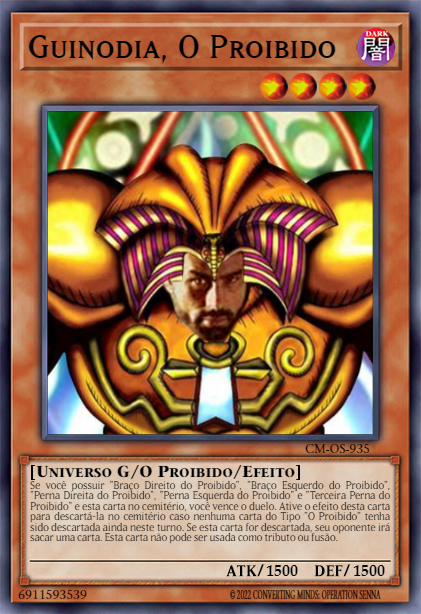 Guinodia, O Proibido
DARK
闇
CM-OS-935
[Universo G/O Proibido/Efeito]
Se você possuir "Braço Direito do Proibido", "Braço Esquerdo do Proibido",
"Perna Direita do Proibido", "Perna Esquerda do Proibido" e "Terceira Perna do
Proibido" e esta carta no cemitério, você vence o duelo. Ative o efeito desta carta
para descartá-la no cemitério caso nenhuma carta do Tipo "O Proibido" tenha
sido descartada ainda neste turno. Se esta carta for descartada, seu oponente irá
sacar uma carta. Esta carta não pode ser usada como tributo ou fusão.
ATK/1500 DEF/1500
6911593539
©2022 CONVERTING MINDS: OPERATION SENNA